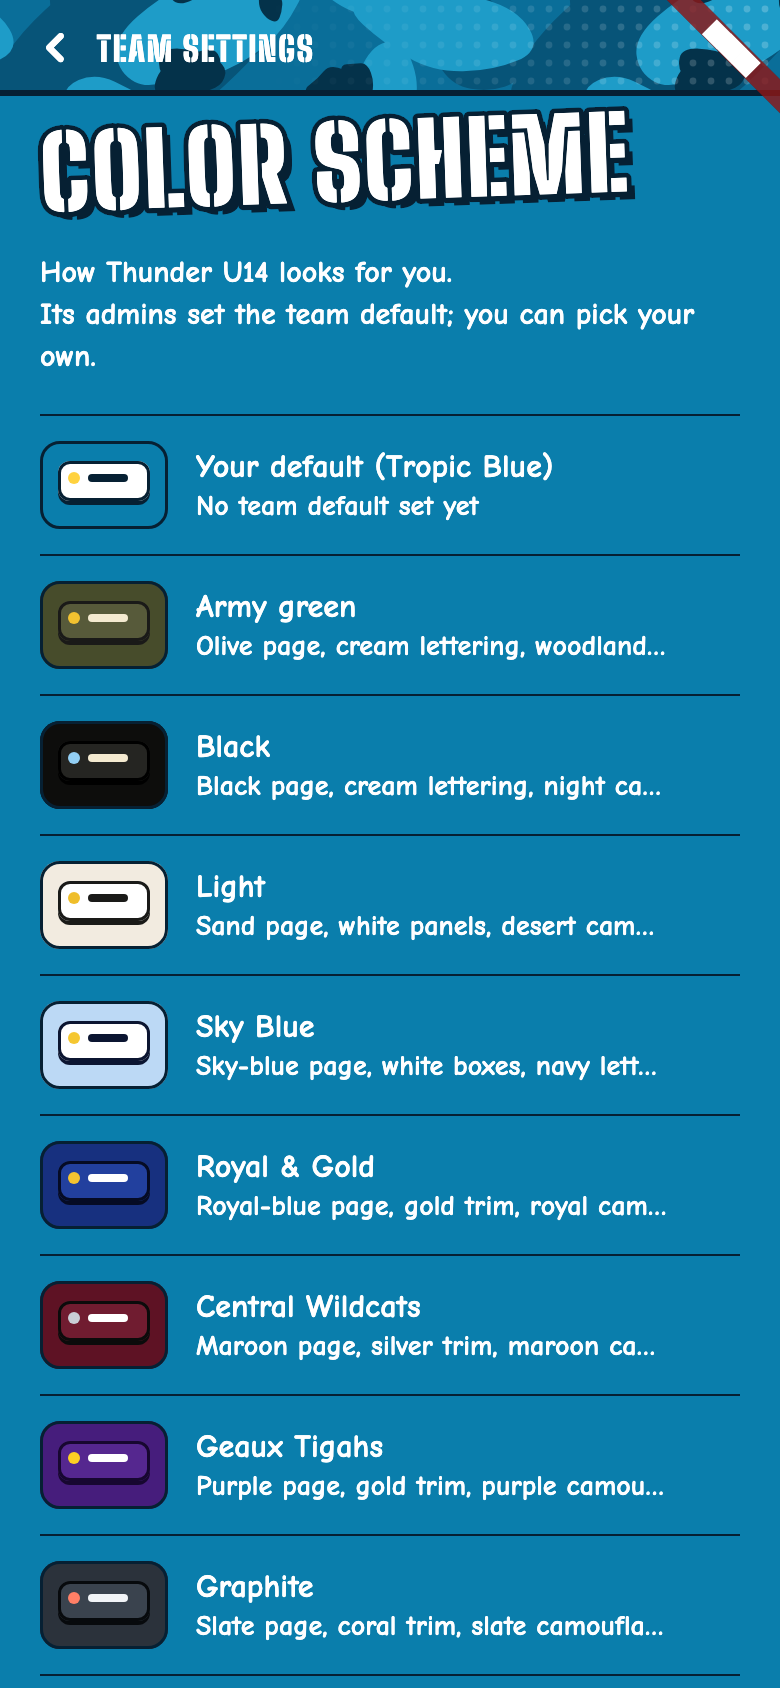 TEAM SETTINGS
COLOR SCHEME
How Thunder U14 looks for you.
Its admins set the team default; you can pick your
own.
Your default (Tropic Blue)
No team default set yet
Army green
Olive page, cream lettering, woodland...
Black
Black page, cream lettering, night ca...
Light
Sand page, white panels, desert cam...
Sky Blue
Sky-blue page, white boxes, navy lett...
Royal & Gold
Royal-blue page, gold trim, royal cam...
Central Wildcats
Maroon page, silver trim, maroon ca...
Geaux Tigahs
Purple page, gold trim, purple camou...
Graphite
Slate page, coral trim, slate camoufla...